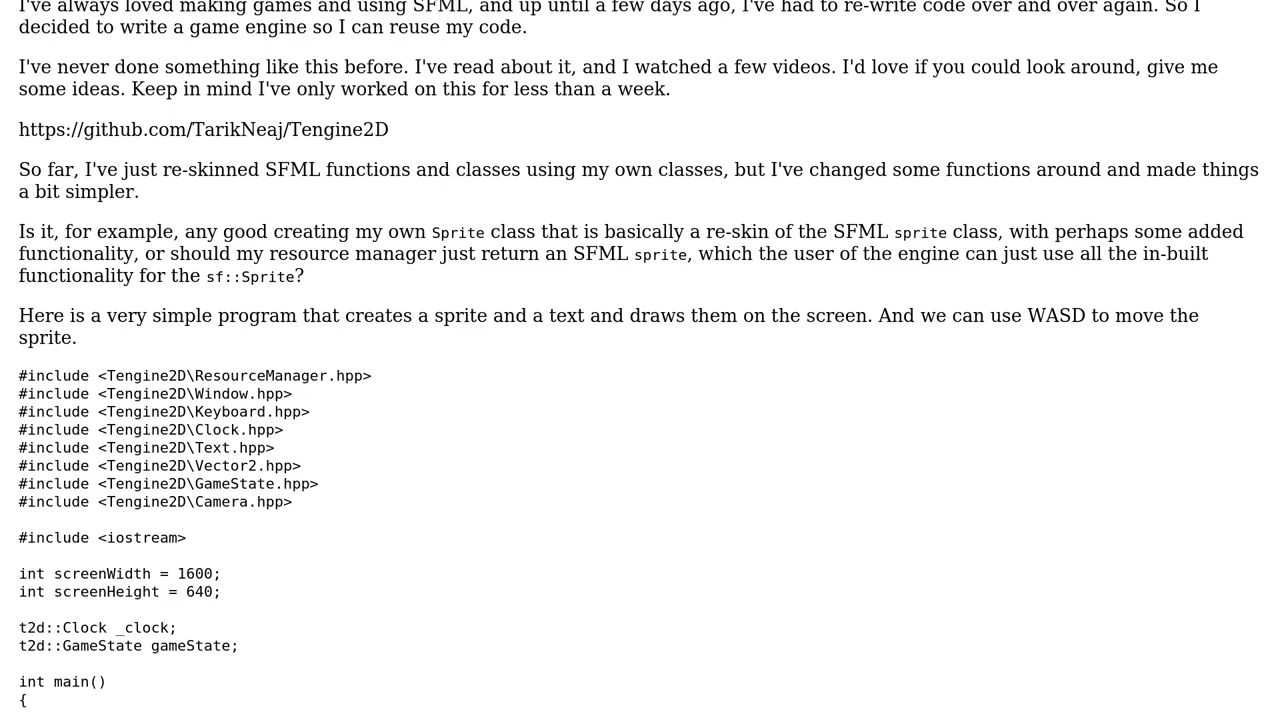 I've always loved making games and using SFML, and up until a few days ago, I've had to re-write code over and over again. So I
decided to write a game engine so I can reuse my code.
I've never done something like this before. I've read about it, and I watched a few videos. I'd love if you could look around, give me
some ideas. Keep in mind I've only worked on this for less than a week.
https://github.com/TarikNeaj/Tengine2D
So far, I've just re-skinned SFML functions and classes using my own classes, but I've changed some functions around and made things
a bit simpler.
Is it, for example, any good creating my own Sprite class that is basically a re-skin of the SFML sprite class, with perhaps some added
functionality, or should my resource manager just return an SFML sprite, which the user of the engine can just use all the in-built
functionality for the sf::Sprite?
Here is a very simple program that creates a sprite and a text and draws them on the screen. And we can use WASD to move the
sprite.
#include <Tengine2D\ResourceManager.hpp>
#include <Tengine2D\Window.hpp>
#include <Tengine2D\Keyboard.hpp>
#include <Tengine2D\Clock.hpp>
#include <Tengine2D\Text.hpp>
#include <Tengine2D\Vector2.hpp>
#include <Tengine2D\GameState.hpp>
#include <Tengine2D\Camera.hpp>
#include <iostream>
int screenWidth = 1600;
int screenHeight = 640;
t2d::Clock _clock;
t2d::GameState gameState;
int main()
{